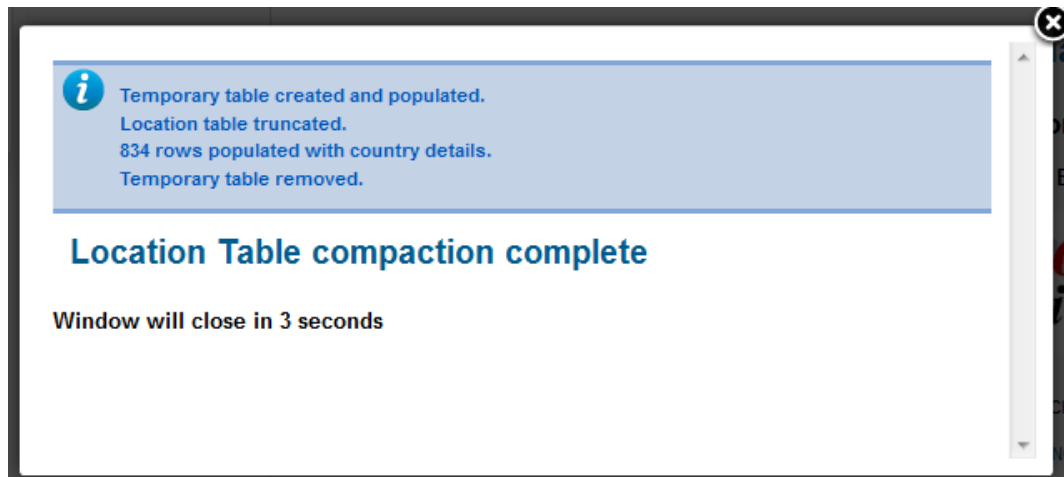 Temporary table created and populated.
Location table truncated.
834 rows populated with country details.
Temporary table removed.
Location Table compaction complete
Window will close in 3 seconds